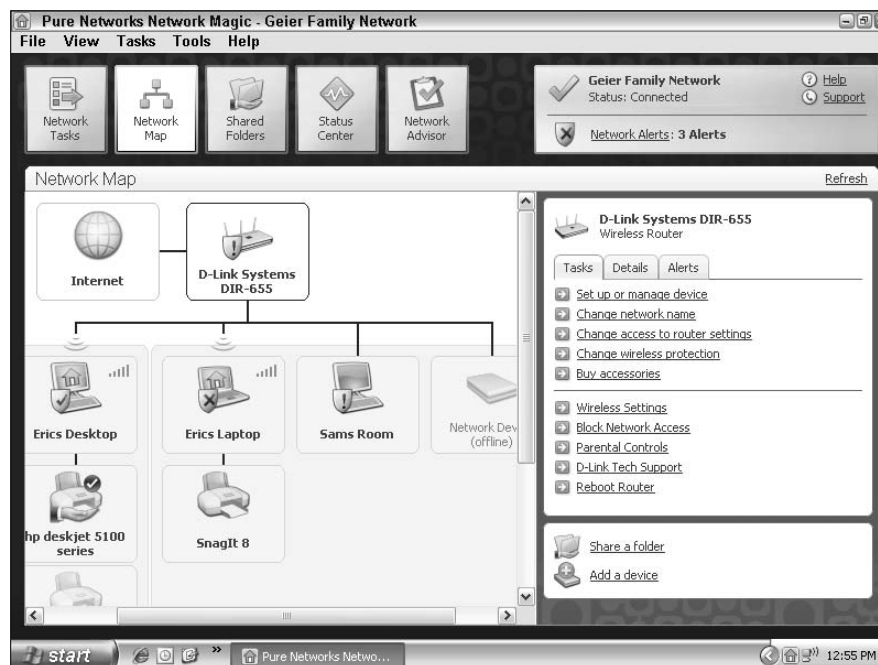 Pure Networks Network Magic - Geier Family Network
File View Tasks Tools Help
Network Tasks
Network Map
Shared Folders
Status Center
Network Advisor
Geier Family Network
Status: Connected
Help
Support
Network Alerts: 3 Alerts
Network Map
Refresh
Internet
D-Link Systems
DIR-655
Erics Desktop
Erics Laptop
Sams Room
Network Dev
(offline)
hp deskjet 5100
series
SnagIt 8
D-Link Systems DIR-655
Wireless Router
Tasks Details Alerts
Set up or manage device
Change network name
Change access to router settings
Change wireless protection
Buy accessories
Wireless Settings
Block Network Access
Parental Controls
D-Link Tech Support
Reboot Router
Share a folder
Add a device
start
Pure Networks Netwo...
12:55 PM